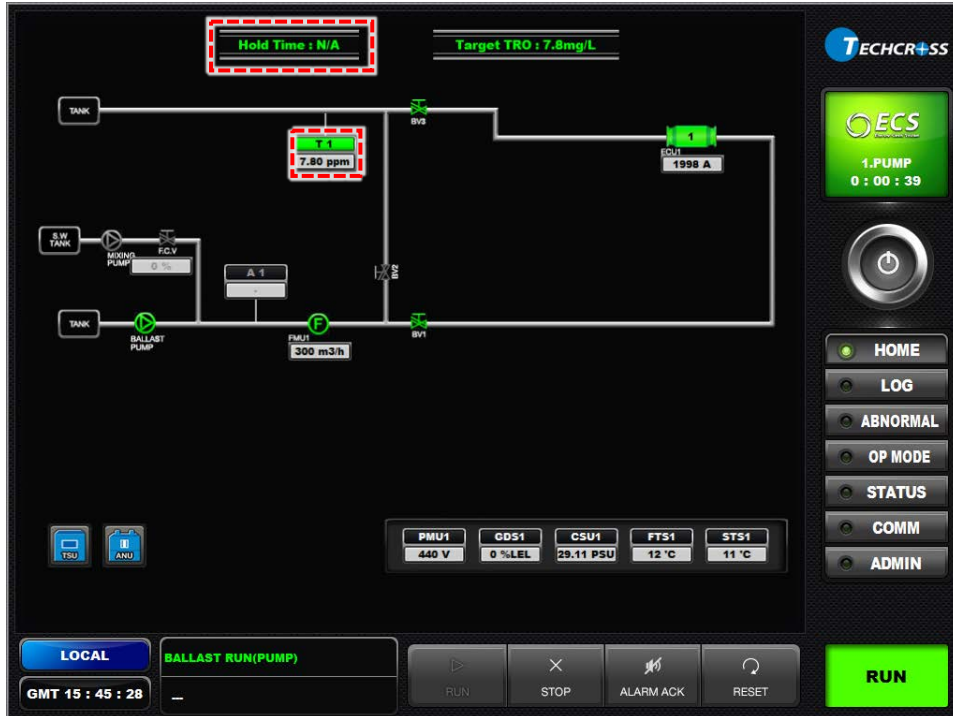 Hold Time : N/A
Target TRO : 7.8mg/L
TECHCROSS
TANK
BV3
T 1
7.80 ppm
1
ECU1
1998 A
ECS
1.PUMP
0 : 00 : 39
S.W
TANK
MIXING
PUMP
F.C.V
0 %
A 1
-
BV2
TANK
BALLAST
PUMP
F
FMU1
300 m3/h
BV1
HOME
LOG
ABNORMAL
OP MODE
STATUS
COMM
ADMIN
TSU
ANU
PMU1
GDS1
CSU1
FTS1
STS1
440 V
0 %LEL
29.11 PSU
12 'C
11 'C
LOCAL
BALLAST RUN(PUMP)
GMT 15 : 45 : 28
--
RUN
STOP
ALARM ACK
RESET
RUN